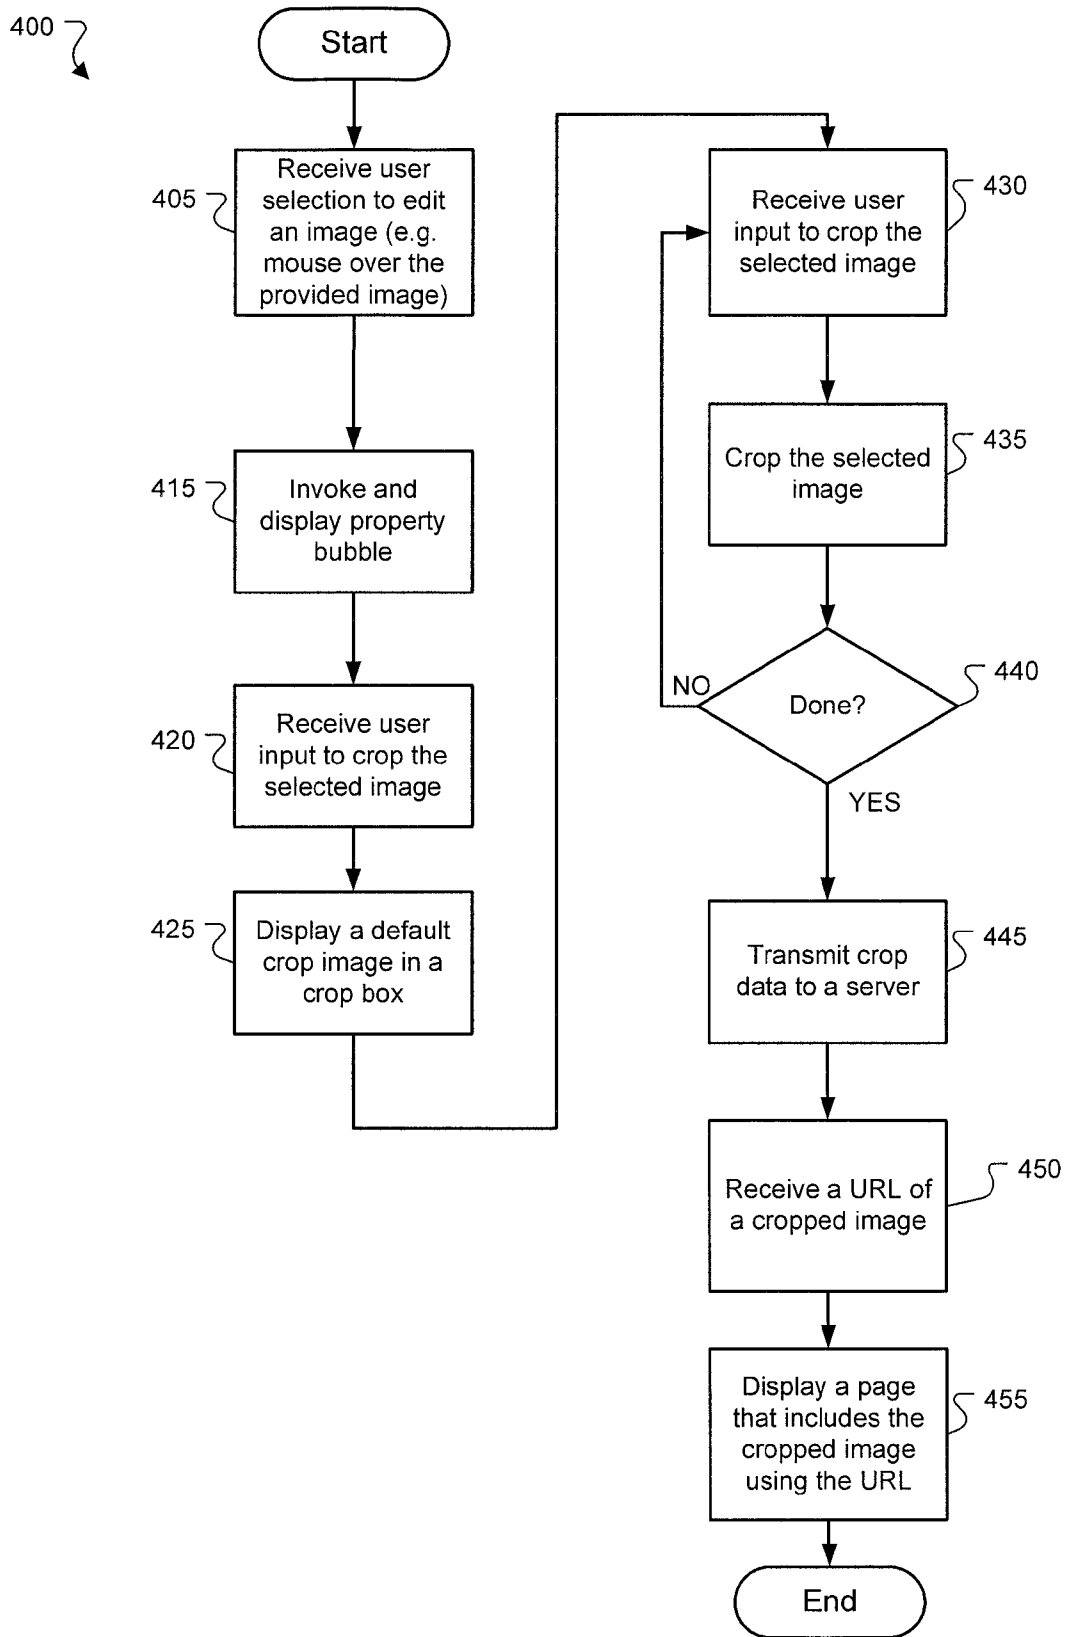 400
Start
405
Receive user
selection to edit
an image (e.g.
mouse over the
provided image)
415
Invoke and
display property
bubble
420
Receive user
input to crop the
selected image
425
Display a default
crop image in a
crop box
430
Receive user
input to crop the
selected image
435
Crop the selected
image
440
Done?
NO
YES
445
Transmit crop
data to a server
450
Receive a URL of
a cropped image
455
Display a page
that includes the
cropped image
using the URL
End